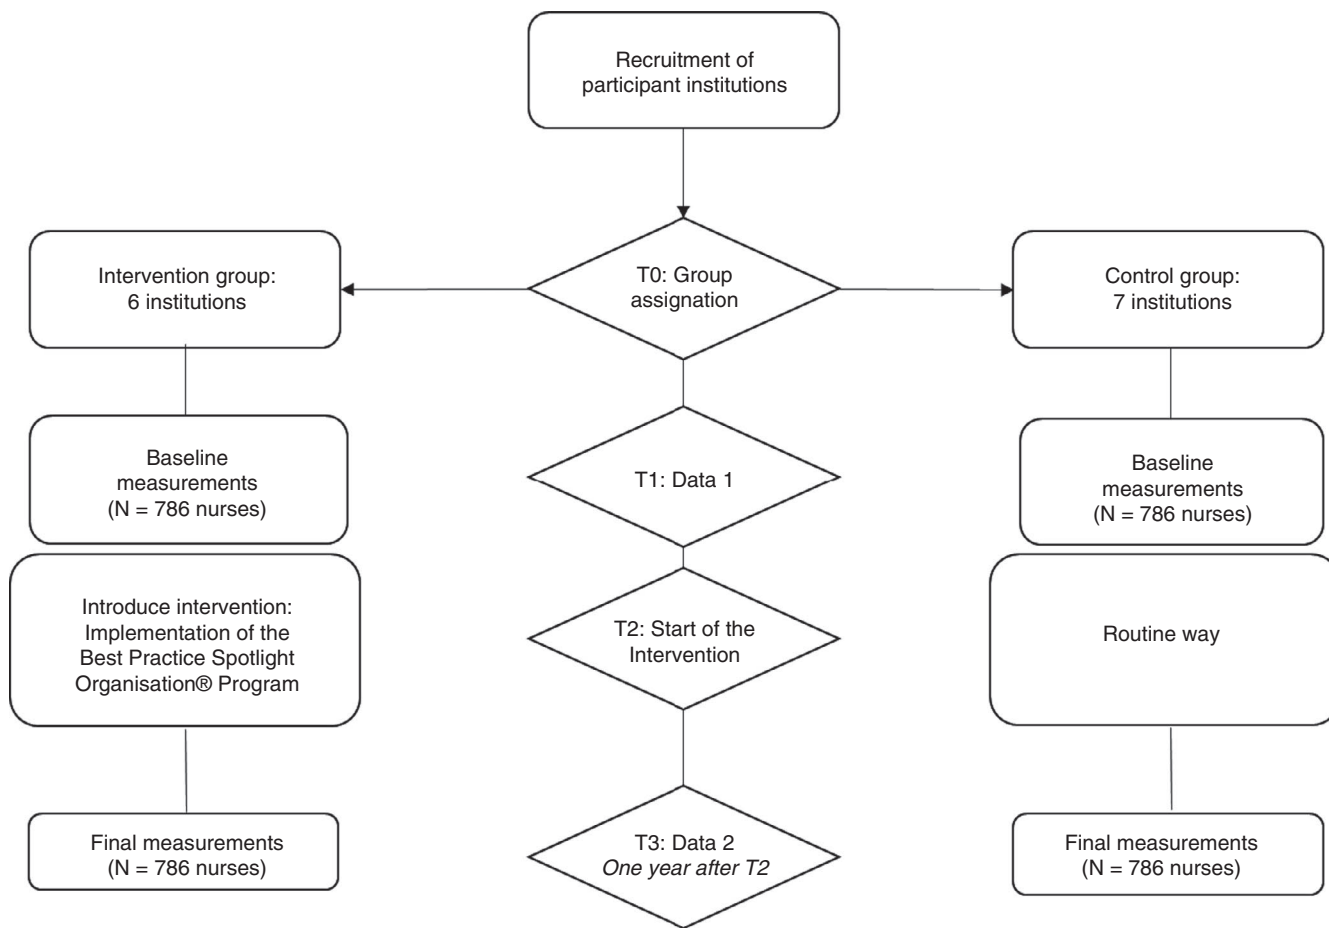 Recruitment of
participant institutions
Intervention group:
6 institutions
T0: Group
assignation
Control group:
7 institutions
Baseline
measurements
(N = 786 nurses)
T1: Data 1
Baseline
measurements
(N = 786 nurses)
Introduce intervention:
Implementation of the
Best Practice Spotlight
Organisation® Program
T2: Start of the
Intervention
Routine way
Final measurements
(N = 786 nurses)
T3: Data 2
One year after T2
Final measurements
(N = 786 nurses)